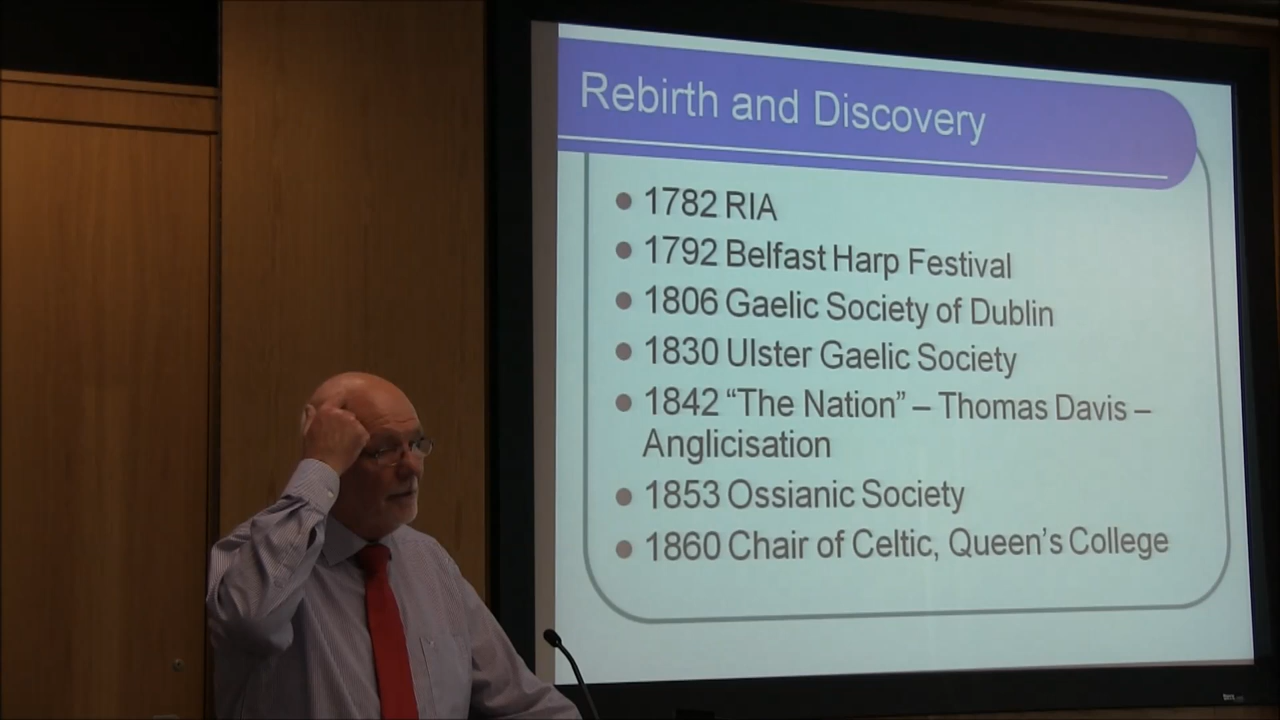 Rebirth and Discovery
1782 RIA
1792 Belfast Harp Festival
1806 Gaelic Society of Dublin
1830 Ulster Gaelic Society
1842 “The Nation” – Thomas Davis –
Anglicisation
1853 Ossianic Society
1860 Chair of Celtic, Queen’s College